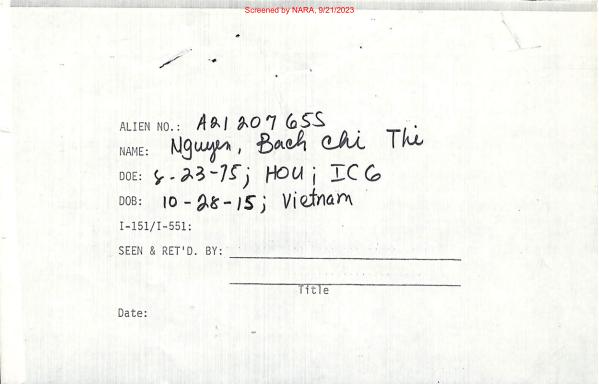 Screened by NARA, 9/21/2023
ALIEN NO.: A21 207 655
NAME: Nguyen, Bach Chi Thi
DOE: 8-23-75; HOU; IC6
DOB: 10-28-15; Vietnam
I-151/I-551:
SEEN & RET'D. BY:
Title
Date: